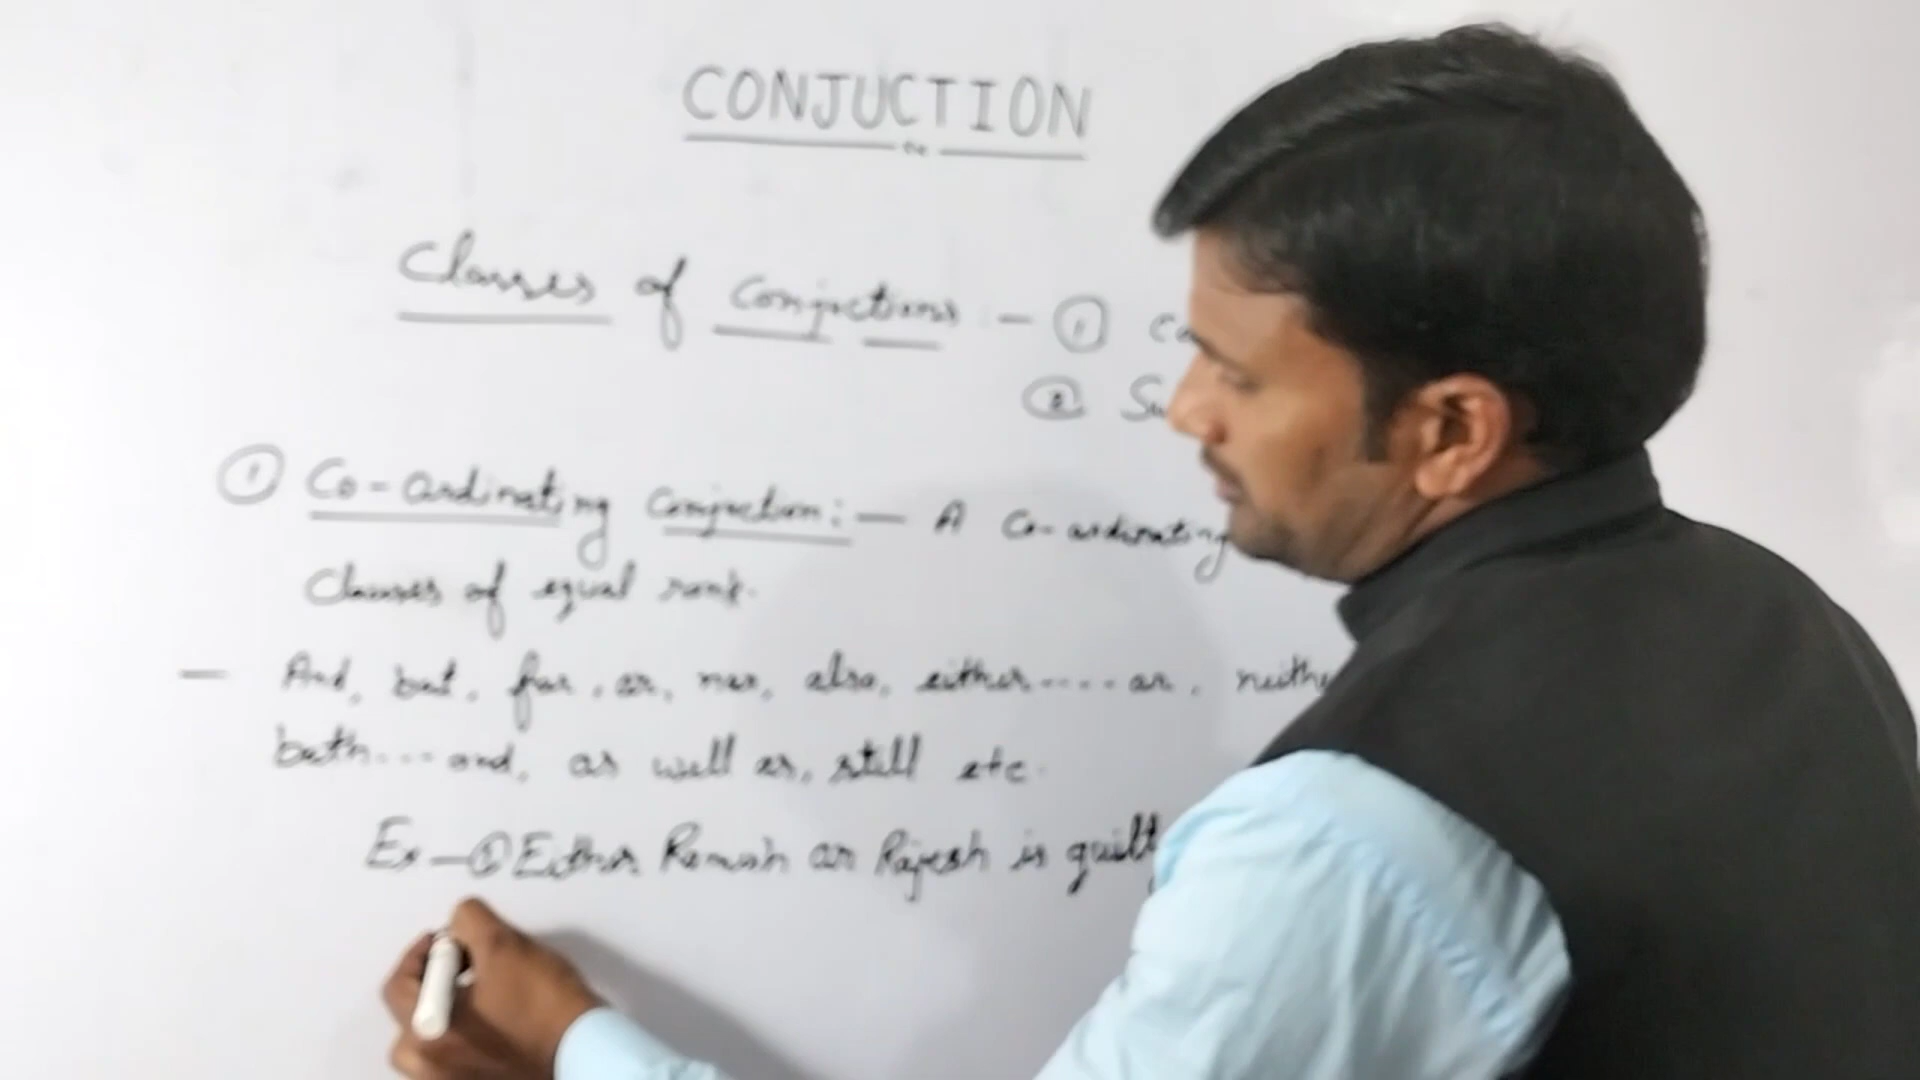 CONJUCTION
Classes of Conjuctions :- ① Co
② Su
① Co-ordinating Conjuction:- A Co-ordinating
Clauses of equal rank.
- And, but, for, or, nor, also, either....or, neithe
both...and, as well as, still etc.
Ex-① Either Ramesh or Rajesh is guilt